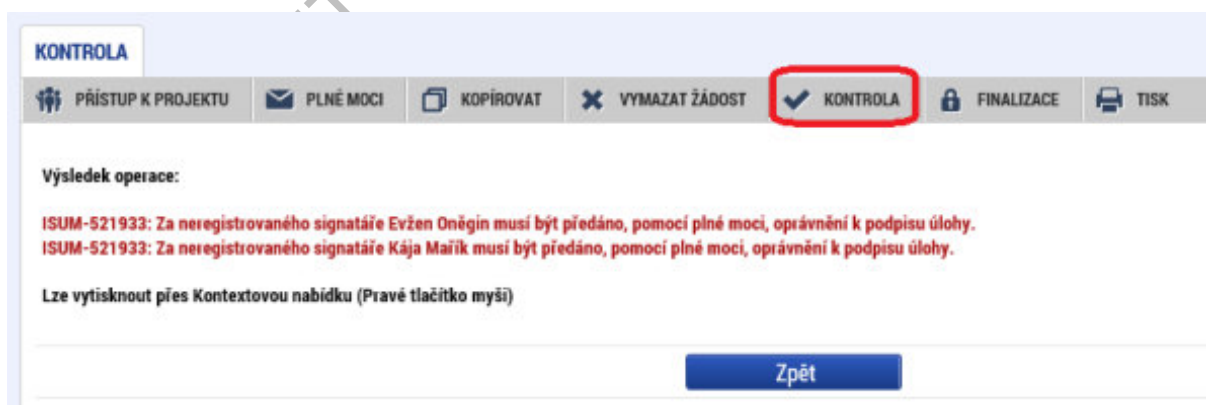 KONTROLA
PŘÍSTUP K PROJEKTU PLNÉ MOCI KOPÍROVAT VYMAZAT ŽÁDOST KONTROLA FINALIZACE TISK
Výsledek operace:
ISUM-521933: Za neregistrovaného signatáře Evžen Oněgin musí být předáno, pomocí plné moci, oprávnění k podpisu úlohy.
ISUM-521933: Za neregistrovaného signatáře Kája Mařík musí být předáno, pomocí plné moci, oprávnění k podpisu úlohy.
Lze vytisknout přes Kontextovou nabídku (Pravé tlačítko myši)
Zpět